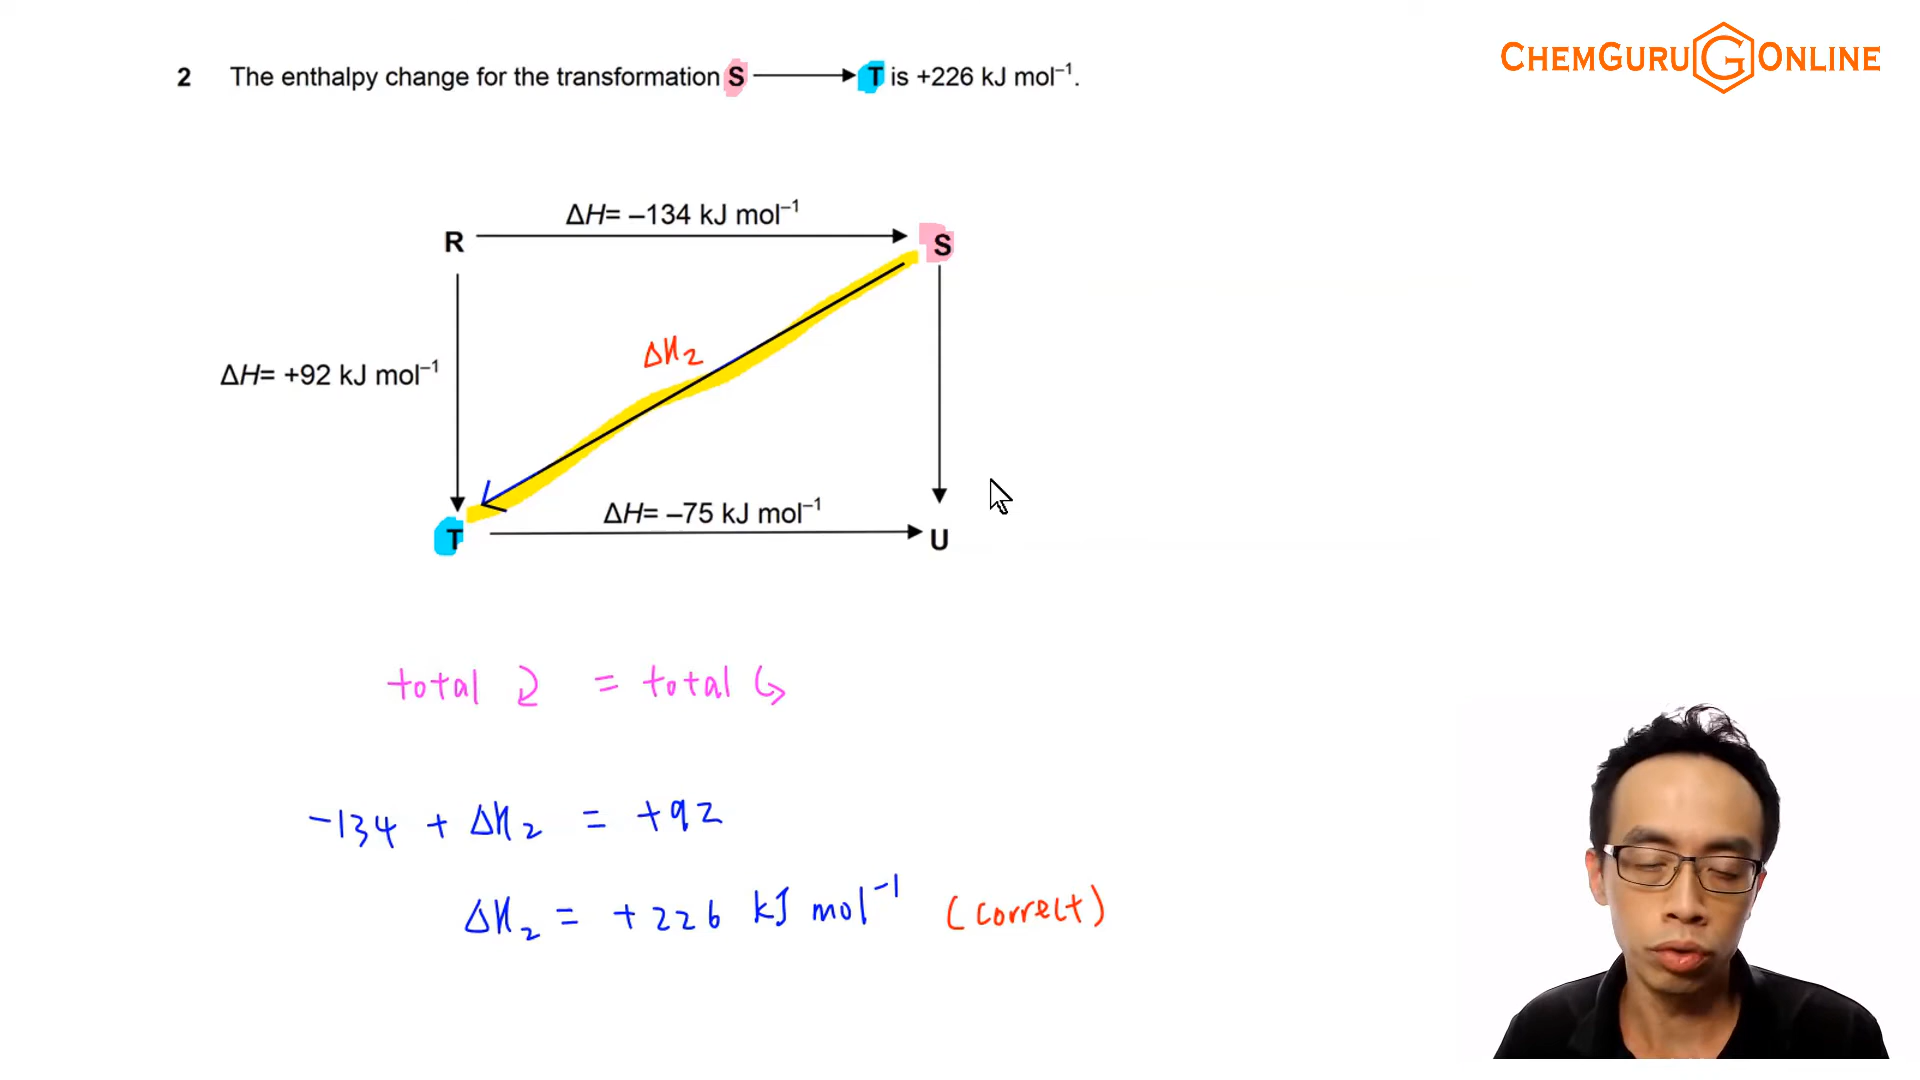 CHEMGURU G ONLINE
2 The enthalpy change for the transformation S ⟶ T is +226 kJ mol⁻¹.
ΔH= –134 kJ mol⁻¹
R S
ΔH₂
ΔH= +92 kJ mol⁻¹
ΔH= –75 kJ mol⁻¹
T U
total ⤸ = total ⤷
-134 + ΔH₂ = +92
ΔH₂ = +226 kJ mol⁻¹ (correct)